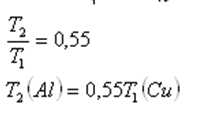 T₂/T₁ = 0,55
T₂(Al) = 0,55T₁(Cu)